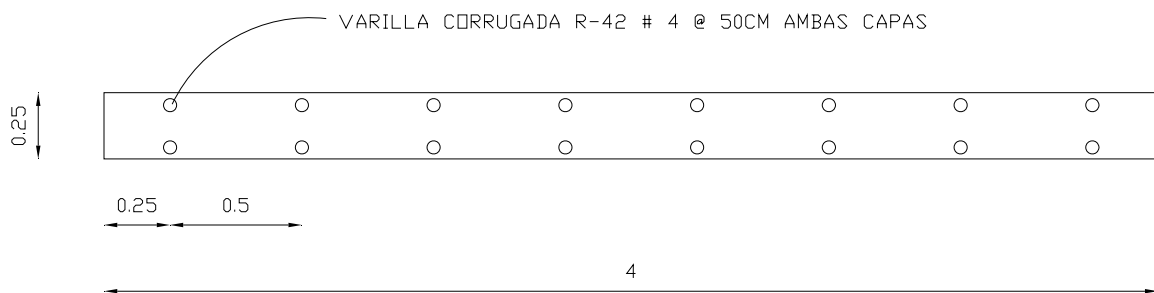 VARILLA CORRUGADA R-42 # 4 @ 50CM AMBAS CAPAS
0.25
0.25
0.5
4